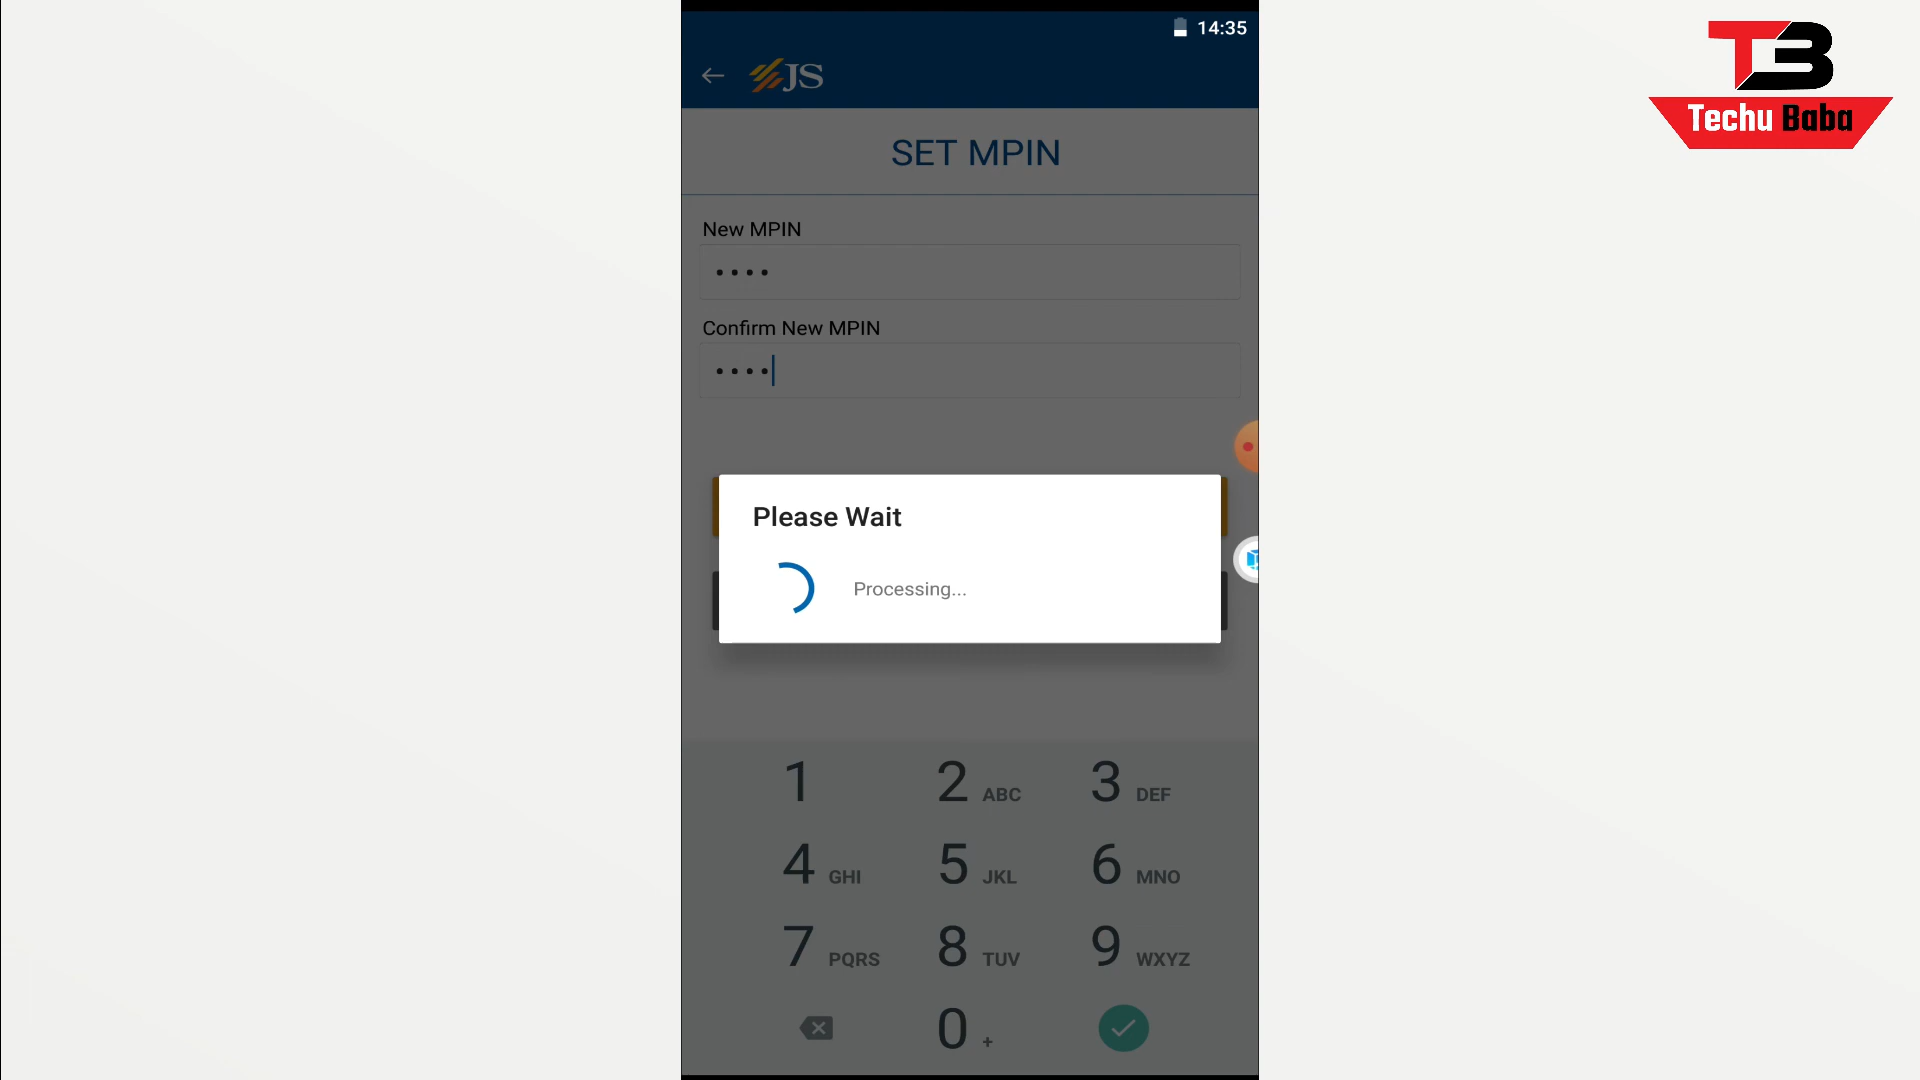 14:35
JS
SET MPIN
New MPIN
Confirm New MPIN
Please Wait
Processing...
1
2 ABC
3 DEF
4 GHI
5 JKL
6 MNO
7 PQRS
8 TUV
9 WXYZ
0 +
TB
Techu Baba